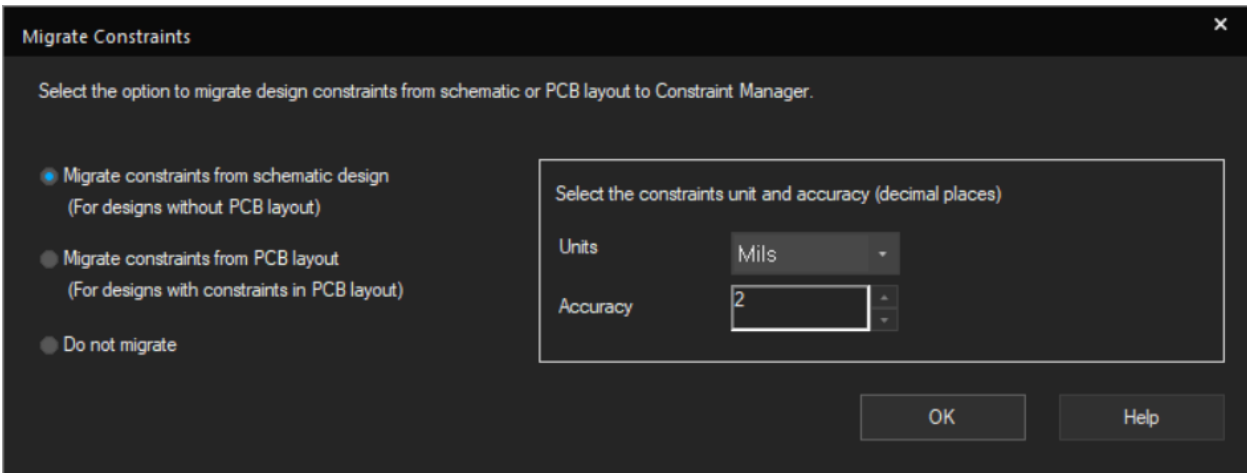 Migrate Constraints
×
Select the option to migrate design constraints from schematic or PCB layout to Constraint Manager.
Migrate constraints from schematic design
(For designs without PCB layout)
Migrate constraints from PCB layout
(For designs with constraints in PCB layout)
Do not migrate
Select the constraints unit and accuracy (decimal places)
Units
Mils
Accuracy
2
OK
Help